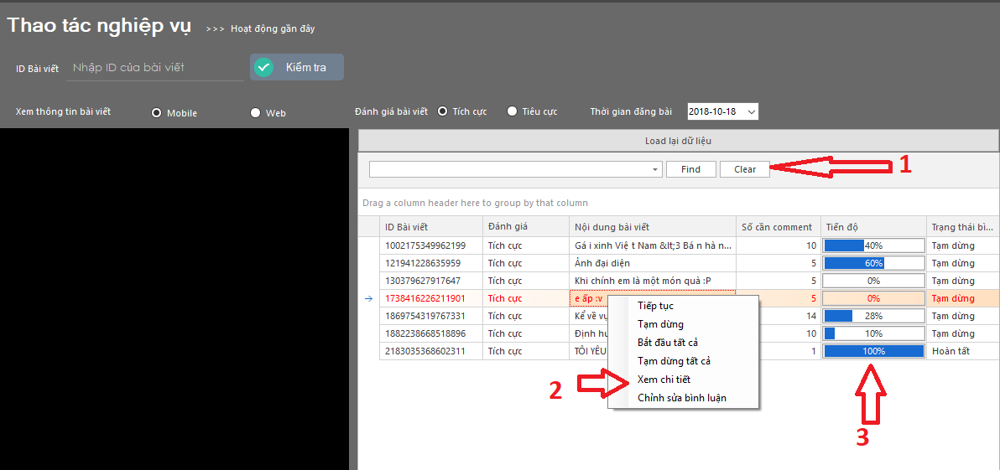 Thao tác nghiệp vụ >>> Hoạt động gần đây
ID Bài viết Nhập ID của bài viết Kiểm tra
Xem thông tin bài viết Mobile Web Đánh giá bài viết Tích cực Tiêu cực Thời gian đăng bài 2018-10-18
Load lại dữ liệu
Find Clear 1
Drag a column header here to group by that column
ID Bài viết Đánh giá Nội dung bài viết Số cần comment Tiến độ Trạng thái bì...
1002175349962199 Tích cực Gá i xinh Việ t Nam &lt;3 Bá n hà n... 10 40% Tạm dừng
121941228635959 Tích cực Ảnh đại diện 5 60% Tạm dừng
130379627917647 Tích cực Khi chính em là một món quà :P 5 0% Tạm dừng
1738416226211901 Tích cực e ấp :v 5 0% Tạm dừng
1869754319767331 Tích cực Kể về vụ 14 28% Tạm dừng
1882238668518896 Tích cực Định hư 10 10% Tạm dừng
2183035368602311 Tích cực TÔI YÊU 1 100% Hoàn tất
Tiếp tục
Tạm dừng
Bắt đầu tất cả
Tạm dừng tất cả
2 Xem chi tiết
Chỉnh sửa bình luận
3